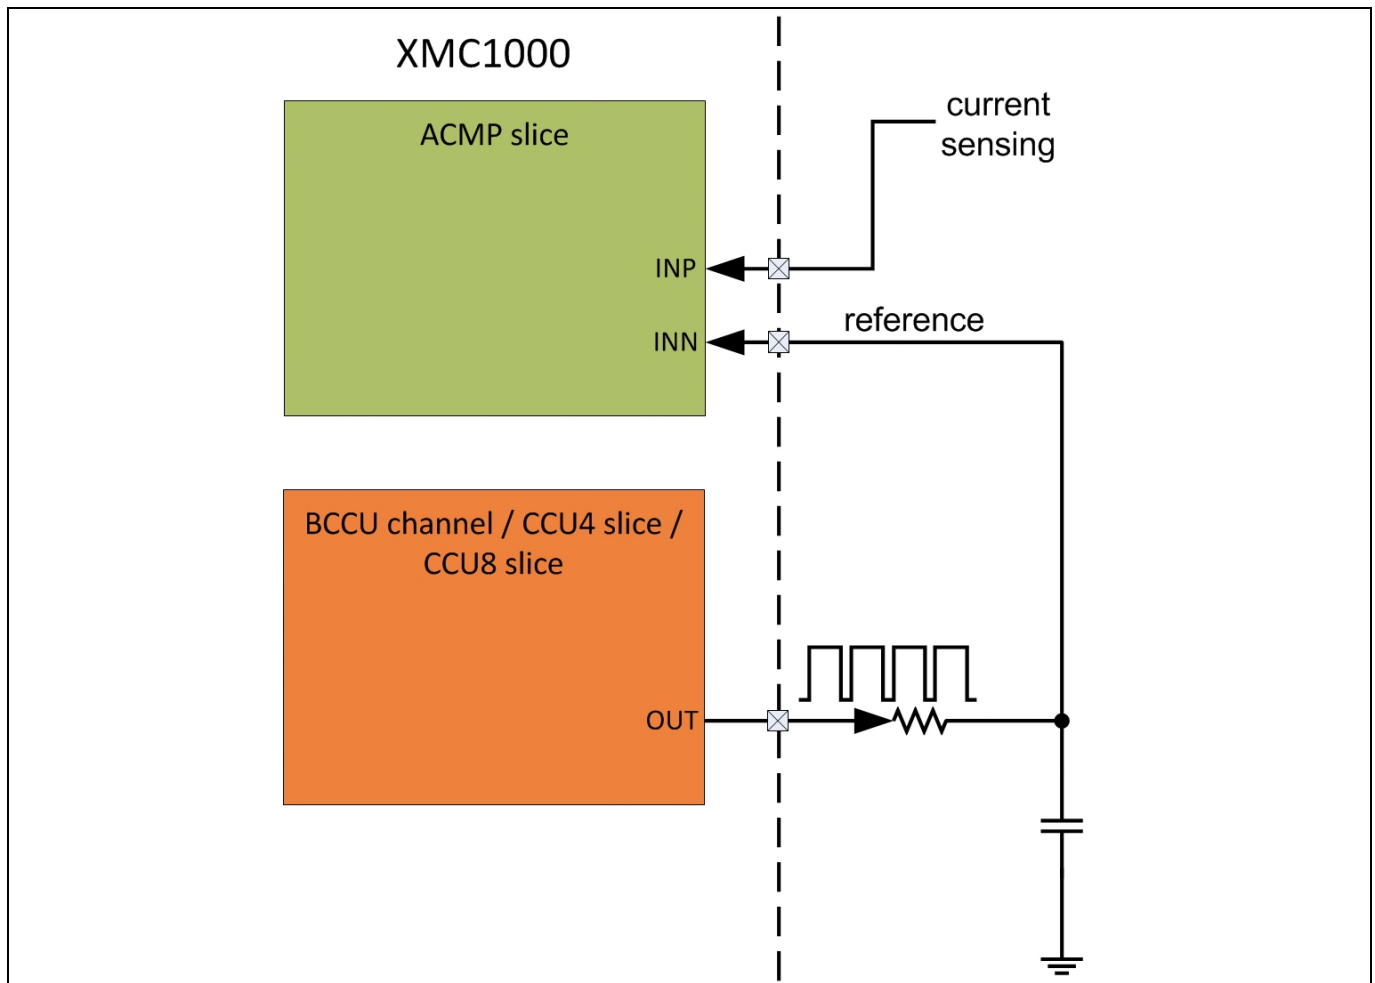 XMC1000
ACMP slice
current
sensing
INP
reference
INN
BCCU channel / CCU4 slice /
CCU8 slice
OUT